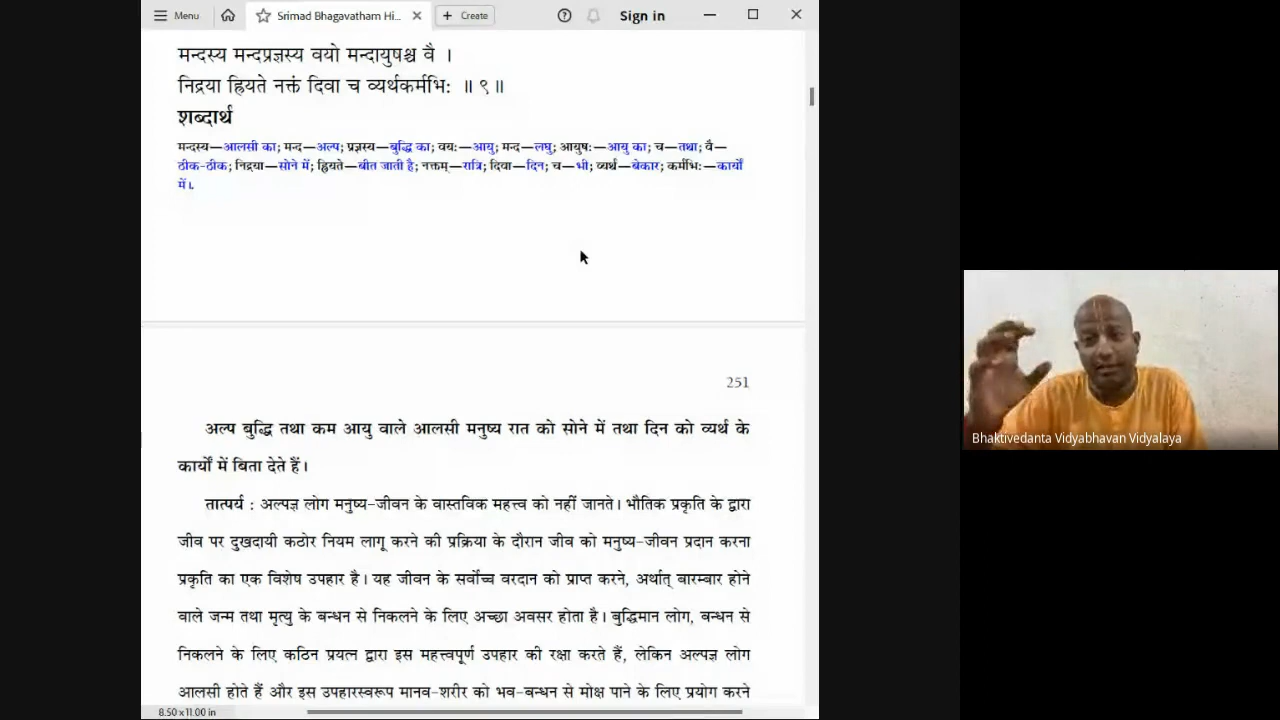 Menu
Srimad Bhagavatham Hi...
Create
Sign in
मन्दस्य मन्दप्रज्ञस्य वयो मन्दायुषश्च वै ।
निद्रया ह्रियते नक्तं दिवा च व्यर्थकर्मभिः ॥ ९॥
शब्दार्थ
मन्दस्य—आलसी का; मन्द—अल्प; प्रज्ञस्य—बुद्धि का; वयः—आयु; मन्द—लघु; आयुषः—आयु का; च—तथा; वै—
ठीक-ठीक; निद्रया—सोने में; ह्रियते—बीत जाती है; नक्तम्—रात्रि; दिवा—दिन; च—भी; व्यर्थ—बेकार; कर्मभिः—कार्यों
में।.
251
अल्प बुद्धि तथा कम आयु वाले आलसी मनुष्य रात को सोने में तथा दिन को व्यर्थ के
कार्यों में बिता देते हैं।
तात्पर्य : अल्पज्ञ लोग मनुष्य-जीवन के वास्तविक महत्त्व को नहीं जानते। भौतिक प्रकृति के द्वारा
जीव पर दुखदायी कठोर नियम लागू करने की प्रक्रिया के दौरान जीव को मनुष्य-जीवन प्रदान करना
प्रकृति का एक विशेष उपहार है। यह जीवन के सर्वोच्च वरदान को प्राप्त करने, अर्थात् बारम्बार होने
वाले जन्म तथा मृत्यु के बन्धन से निकलने के लिए अच्छा अवसर होता है। बुद्धिमान लोग, बन्धन से
निकलने के लिए कठिन प्रयत्न द्वारा इस महत्त्वपूर्ण उपहार की रक्षा करते हैं, लेकिन अल्पज्ञ लोग
आलसी होते हैं और इस उपहारस्वरूप मानव-शरीर को भव-बन्धन से मोक्ष पाने के लिए प्रयोग करने
8.50 x 11.00 in
Bhaktivedanta Vidyabhavan Vidyalaya